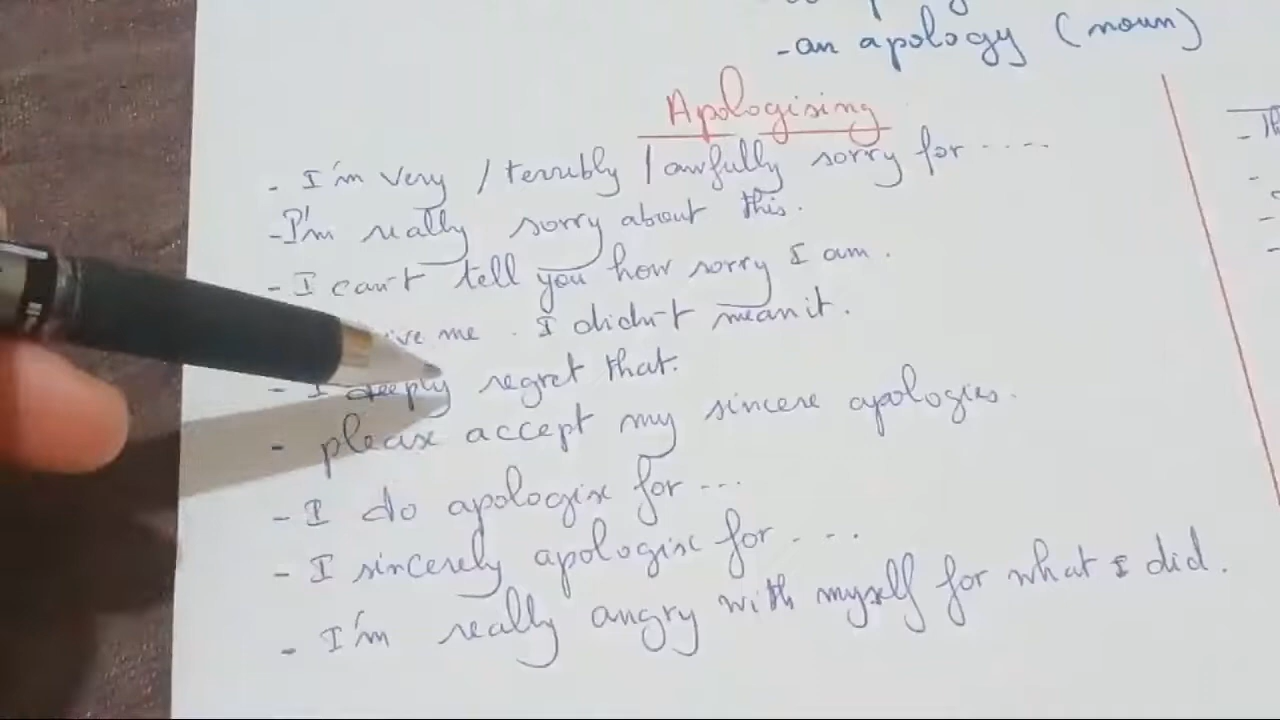 -an apology (noun)
Apologising
- I'm very / terribly / awfully sorry for .....
-I'm really sorry about this.
- I can't tell you how sorry I am.
me. I didn't mean it.
- I deeply regret that.
- please accept my sincere apologies.
- I do apologise for ...
- I sincerely apologise for ....
- I'm really angry with myself for what I did.